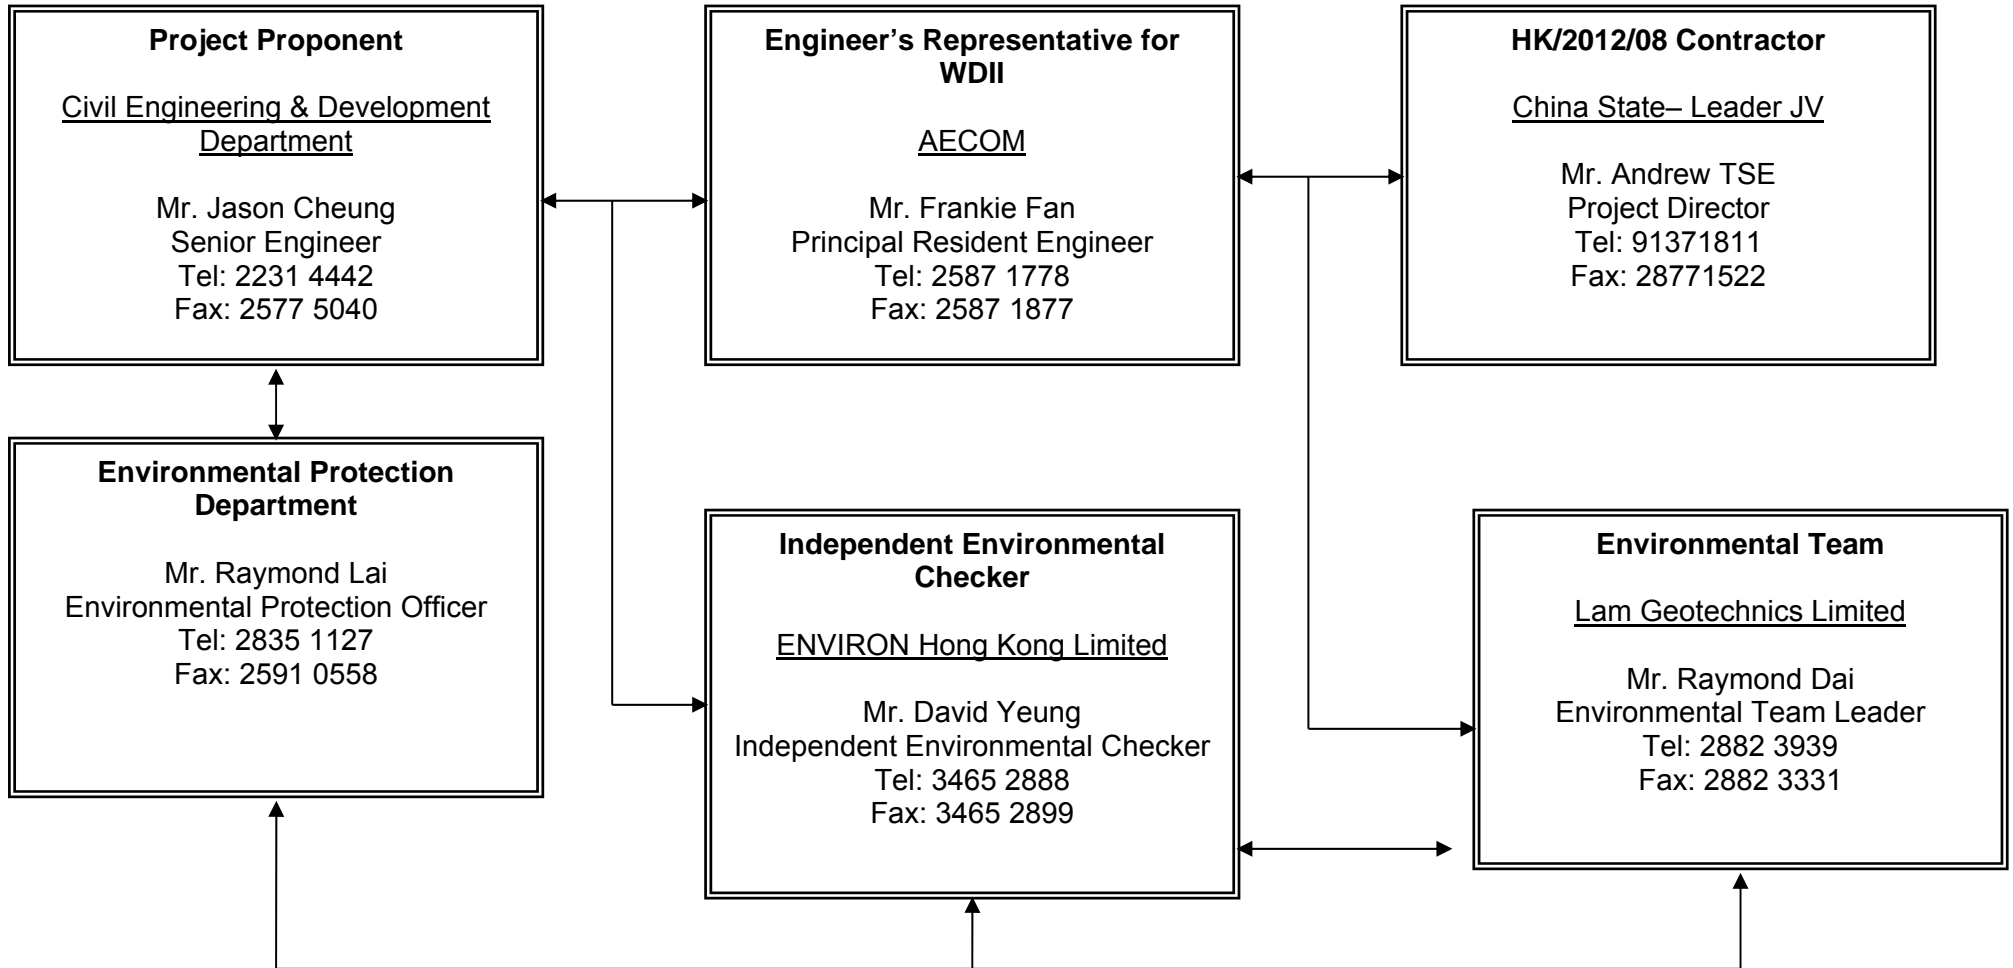 Project Proponent
Civil Engineering & Development
Department
Mr. Jason Cheung
Senior Engineer
Tel: 2231 4442
Fax: 2577 5040
Engineer’s Representative for
WDII
AECOM
Mr. Frankie Fan
Principal Resident Engineer
Tel: 2587 1778
Fax: 2587 1877
HK/2012/08 Contractor
China State– Leader JV
Mr. Andrew TSE
Project Director
Tel: 91371811
Fax: 28771522
Environmental Protection
Department
Mr. Raymond Lai
Environmental Protection Officer
Tel: 2835 1127
Fax: 2591 0558
Independent Environmental
Checker
ENVIRON Hong Kong Limited
Mr. David Yeung
Independent Environmental Checker
Tel: 3465 2888
Fax: 3465 2899
Environmental Team
Lam Geotechnics Limited
Mr. Raymond Dai
Environmental Team Leader
Tel: 2882 3939
Fax: 2882 3331